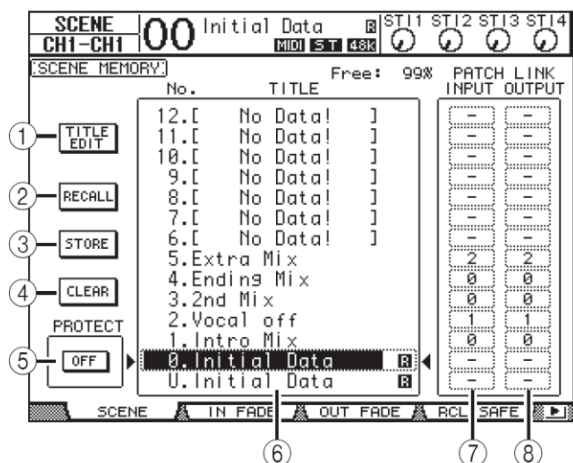 SCENE
CH1-CH1
00
Initial Data R
MIDI ST 48K
STI1 STI2 STI3 STI4
SCENE MEMORY
Free: 99%
PATCH LINK
No. TITLE
INPUT OUTPUT
12.[ No Data! ] - -
11.[ No Data! ] - -
10.[ No Data! ] - -
9.[ No Data! ] - -
8.[ No Data! ] - -
7.[ No Data! ] - -
6.[ No Data! ] - -
5.Extra Mix 2 2
4.Ending Mix 0 0
3.2nd Mix 0 0
2.Vocal off 1 1
1.Intro Mix 0 0
0.Initial Data R - -
U.Initial Data R - -
1 TITLE EDIT
2 RECALL
3 STORE
4 CLEAR
PROTECT
5 OFF
SCENE IN FADE OUT FADE RCL SAFE
6 7 8